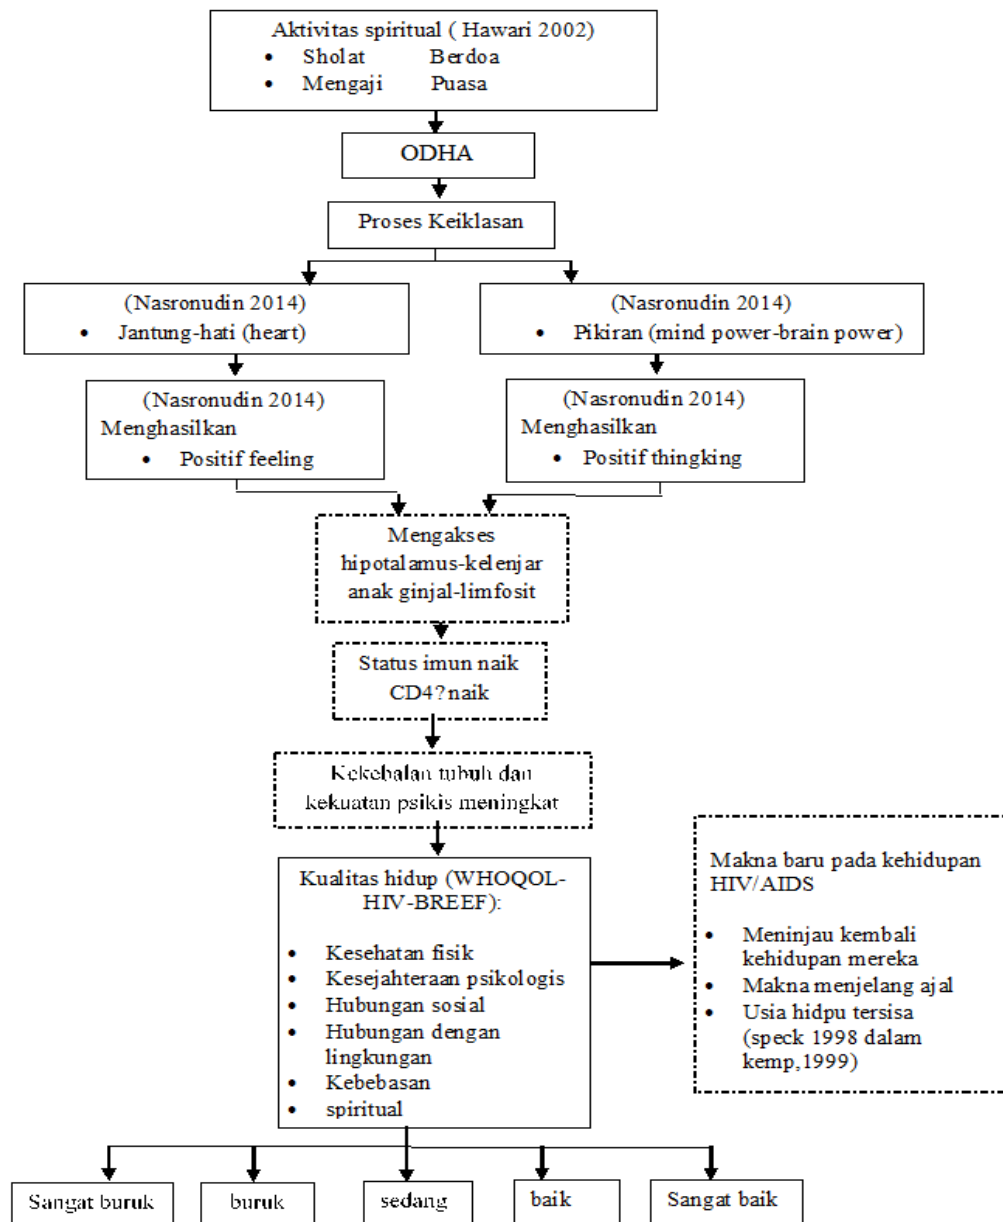 Aktivitas spiritual ( Hawari 2002)
• Sholat Berdoa
• Mengaji Puasa
ODHA
Proses Keiklasan
(Nasronudin 2014)
• Jantung-hati (heart)
(Nasronudin 2014)
• Pikiran (mind power-brain power)
(Nasronudin 2014)
Menghasilkan
• Positif feeling
(Nasronudin 2014)
Menghasilkan
• Positif thingking
Mengakses
hipotalamus-kelenjar
anak ginjal-limfosit
Status imun naik
CD4? naik
Kekebalan tubuh dan
kekuatan psikis meningkat
Kualitas hidup (WHOQOL-
HIV-BREEF):
• Kesehatan fisik
• Kesejahteraan psikologis
• Hubungan sosial
• Hubungan dengan
lingkungan
• Kebebasan
• spiritual
Makna baru pada kehidupan
HIV/AIDS
• Meninjau kembali
kehidupan mereka
• Makna menjelang ajal
• Usia hidpu tersisa
(speck 1998 dalam
kemp,1999)
Sangat buruk
buruk
sedang
baik
Sangat baik